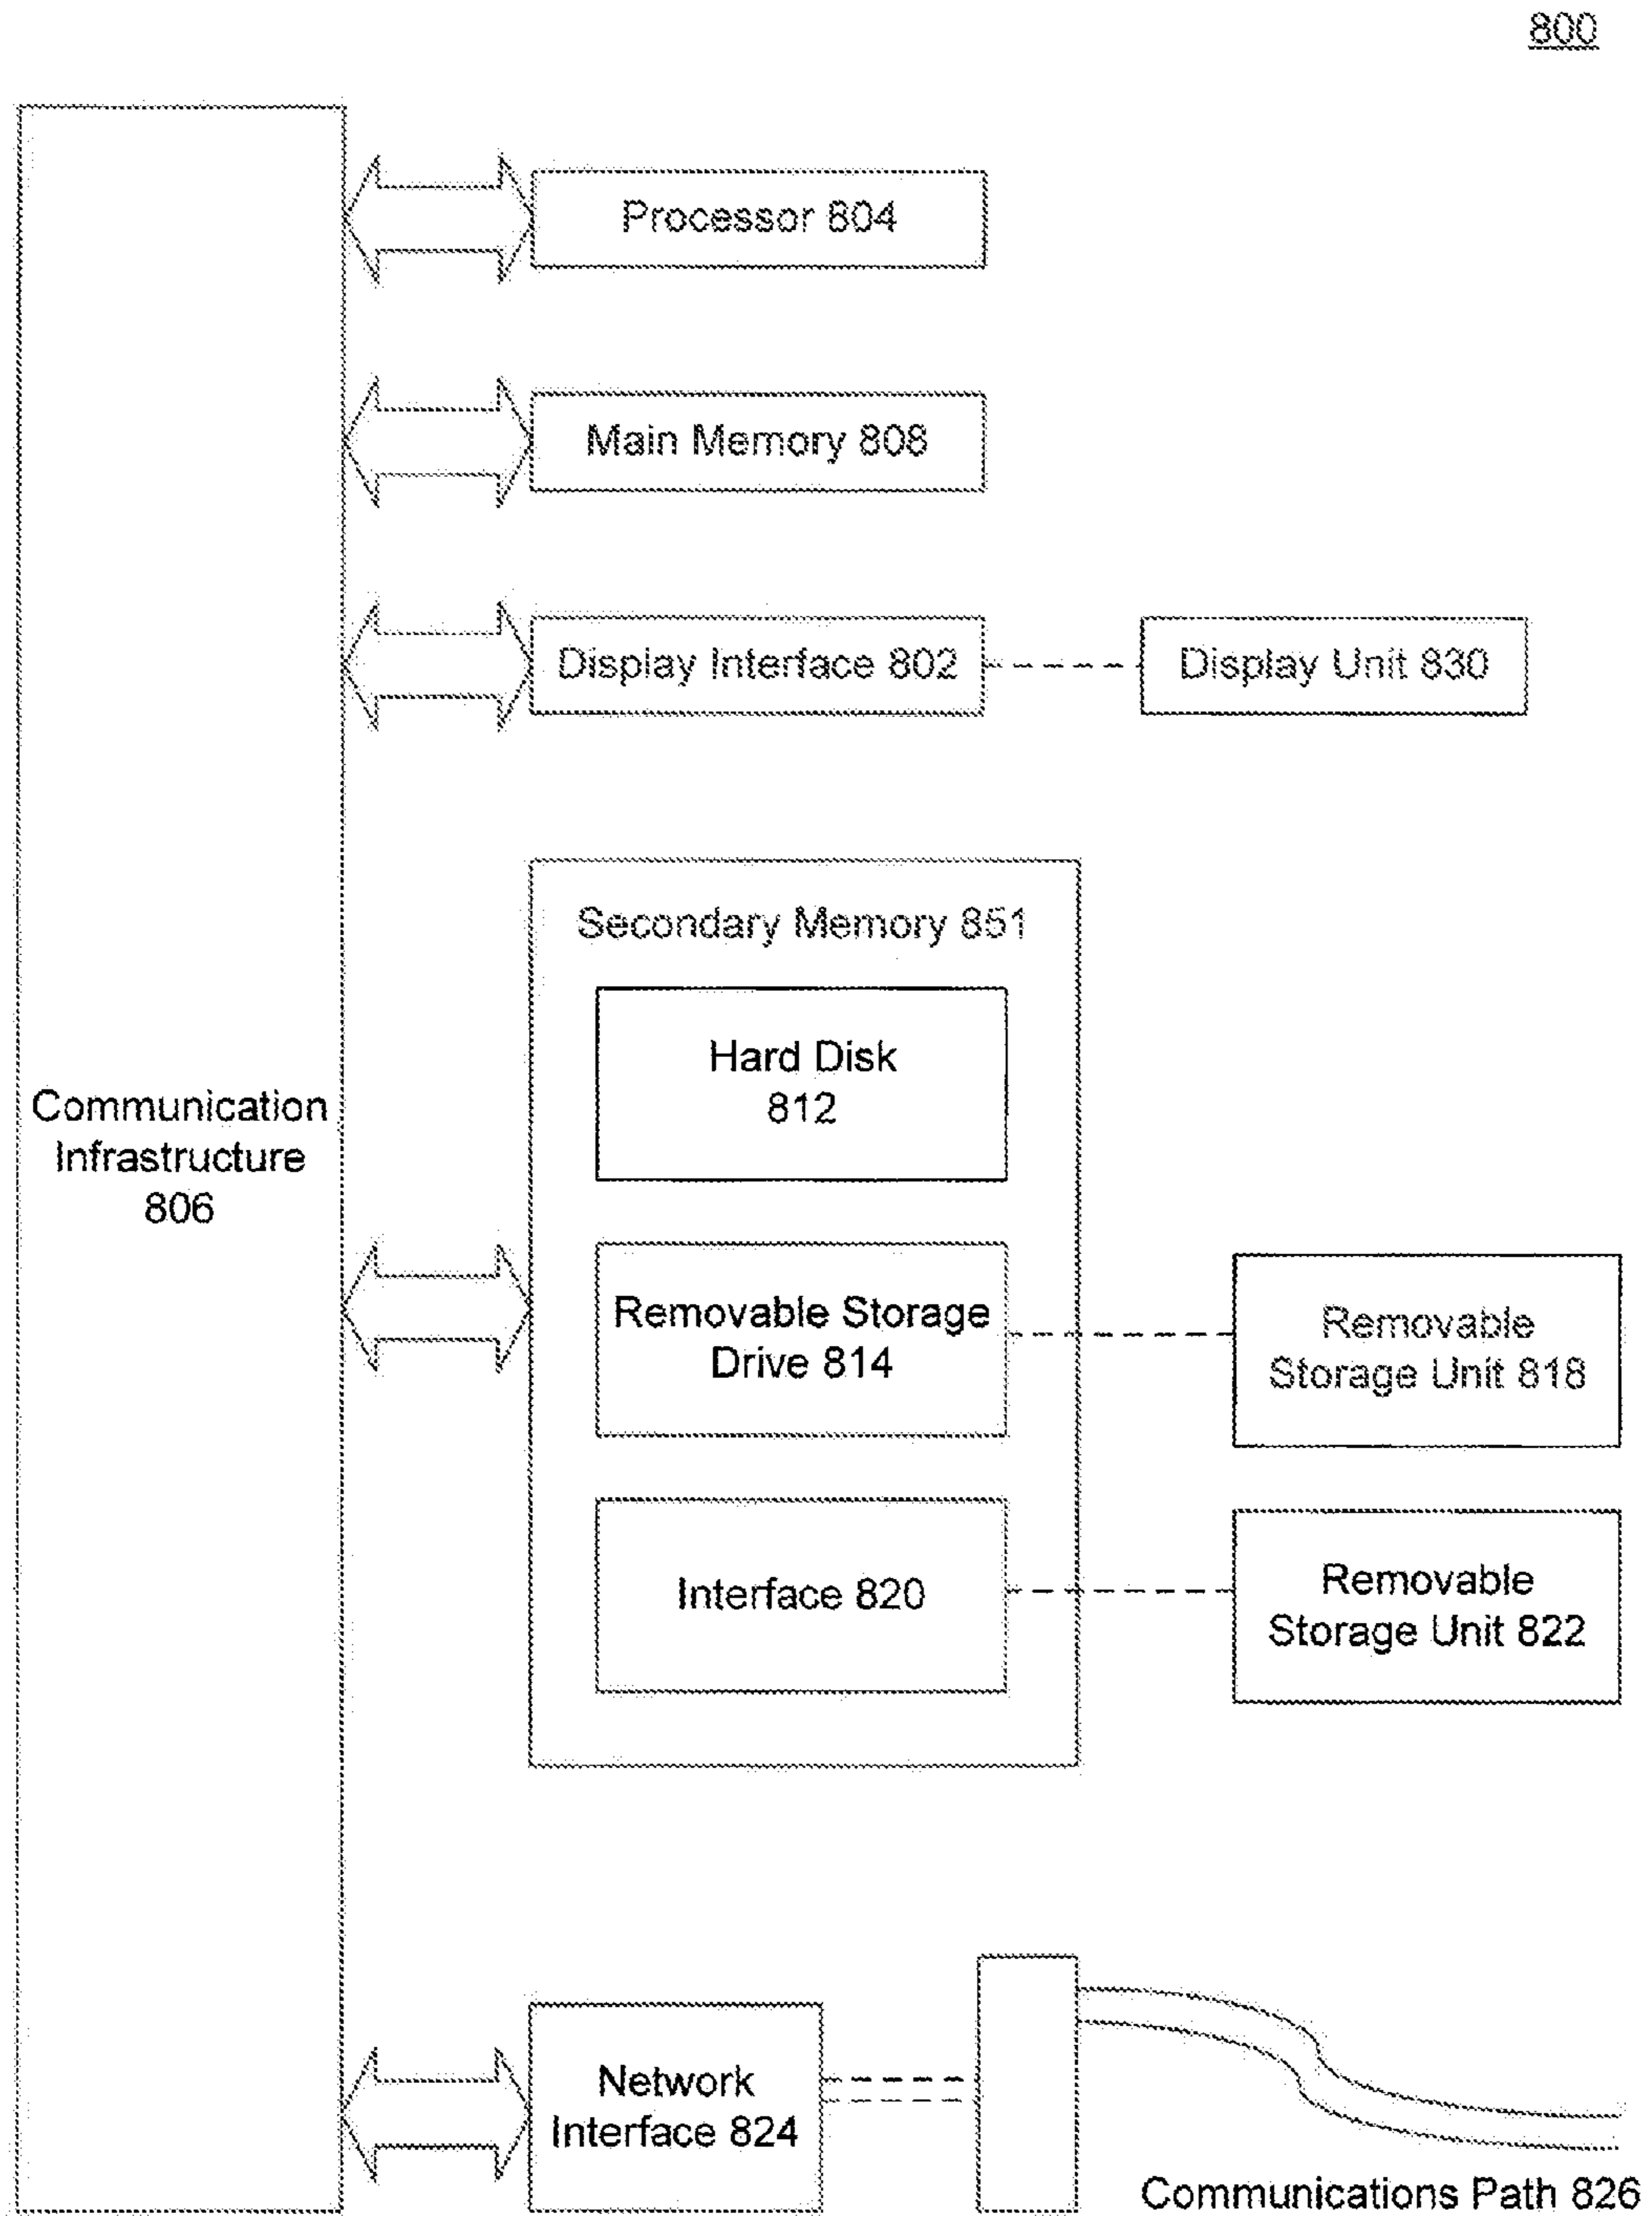 800
Processor 804
Main Memory 808
Display Interface 802
Display Unit 830
Secondary Memory 851
Hard Disk
812
Communication
Infrastructure
806
Removable Storage
Drive 814
Removable
Storage Unit 818
Interface 820
Removable
Storage Unit 822
Network
Interface 824
Communications Path 826